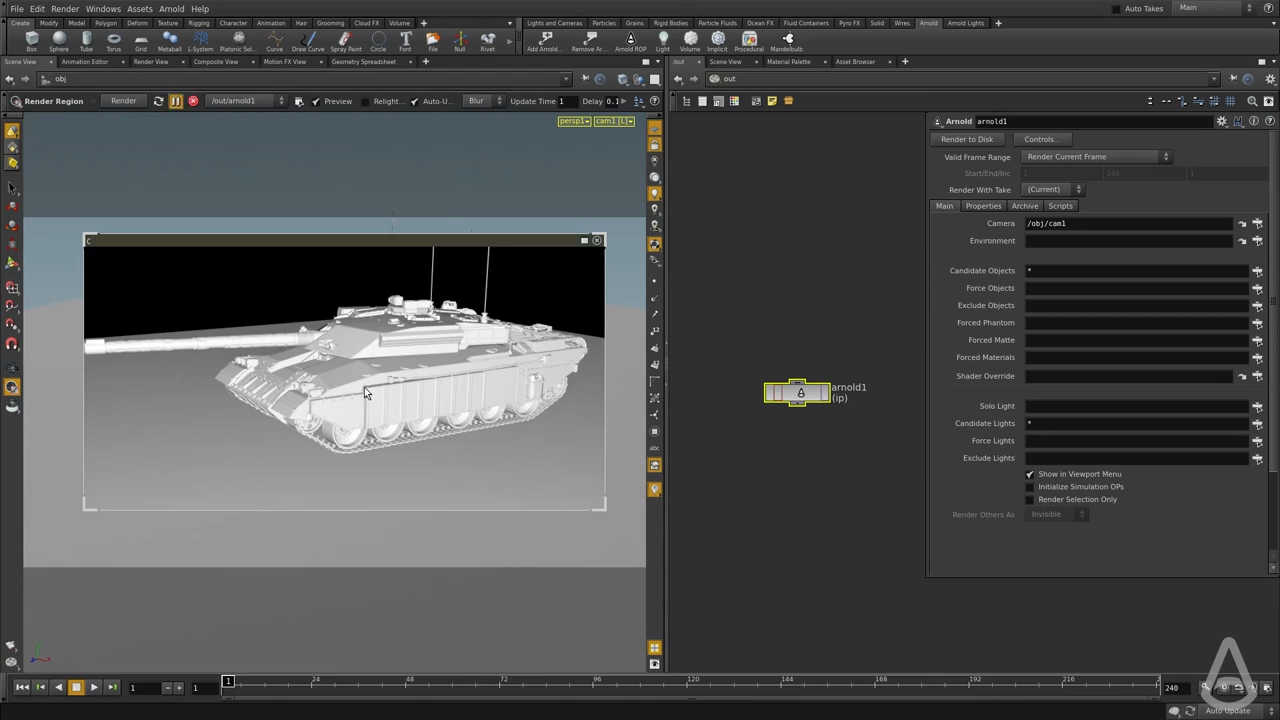 File Edit Render Windows Assets Arnold Help
Auto Takes Main
Create Modify Model Polygon Deform Texture Rigging Character Animation Hair Grooming Cloud FX Volume
Lights and Cameras Particles Grains Rigid Bodies Particle Fluids Ocean FX Fluid Containers Pyro FX Solid Wires Arnold Arnold Lights
Box Sphere Tube Torus Grid Metaball L-System Platonic Sol... Curve Draw Curve Spray Paint Circle Font File Null Rivet
Add Arnold... Remove Ar... Arnold ROP Light Volume Implicit Procedural Mandelbulb
Scene View Animation Editor Render View Composite View Motion FX View Geometry Spreadsheet
/out Scene View Material Palette Asset Browser
obj
out
Render Region Render /out/arnold1 Preview Relight... Auto-U... Blur Update Time 1 Delay 0.1
persp1 cam1 [L]
Arnold arnold1
Render to Disk Controls...
Valid Frame Range Render Current Frame
Start/End/Inc 1 240 1
Render With Take (Current)
Main Properties Archive Scripts
Camera /obj/cam1
Environment
C
Candidate Objects *
Force Objects
Exclude Objects
Forced Phantom
Forced Matte
Forced Materials
Shader Override
arnold1
(ip)
Solo Light
Candidate Lights *
Force Lights
Exclude Lights
Show in Viewport Menu
Initialize Simulation OPs
Render Selection Only
Render Others As Invisible
abc
1 1 1 24 48 72 96 120 144 168 192 216 2 240
Auto Update